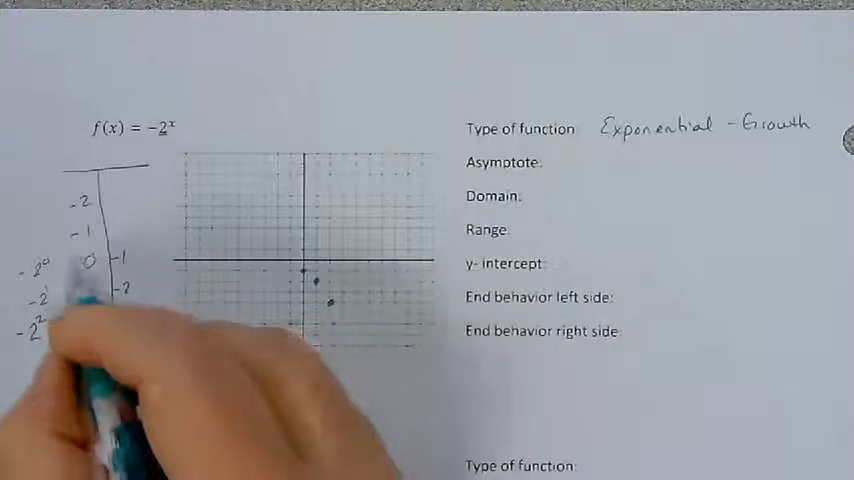 f(x) = −2ˣ
Type of function Exponential - Growth
Asymptote:
-2
Domain:
-1
Range:
-2⁰ 0 -1
y- intercept:
-2¹ -2
End behavior left side:
-2²
End behavior right side:
Type of function: